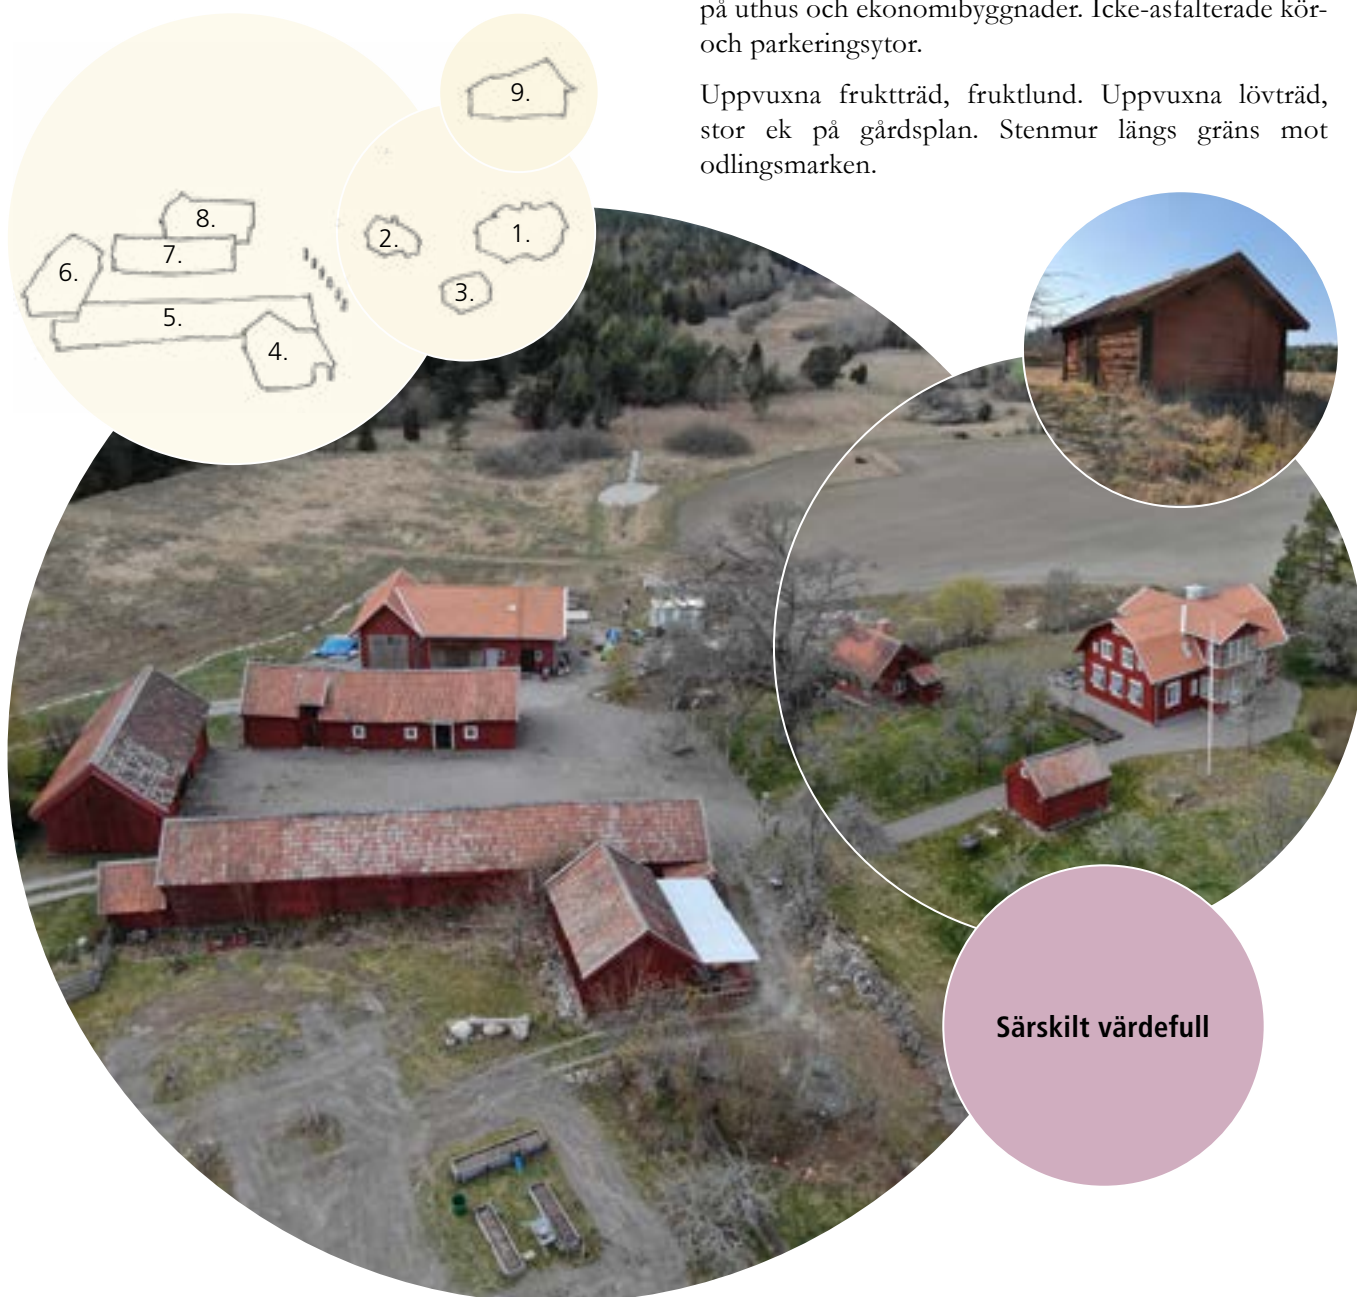 på uthus och ekonomibyggnader. Icke-asfalterade kör-
och parkeringsytor.
Uppvuxna fruktträd, fruktlund. Uppvuxna lövträd,
stor ek på gårdsplan. Stenmur längs gräns mot
odlingsmarken.
9.
8.
2.
1.
7.
6.
3.
5.
4.
Särskilt värdefull